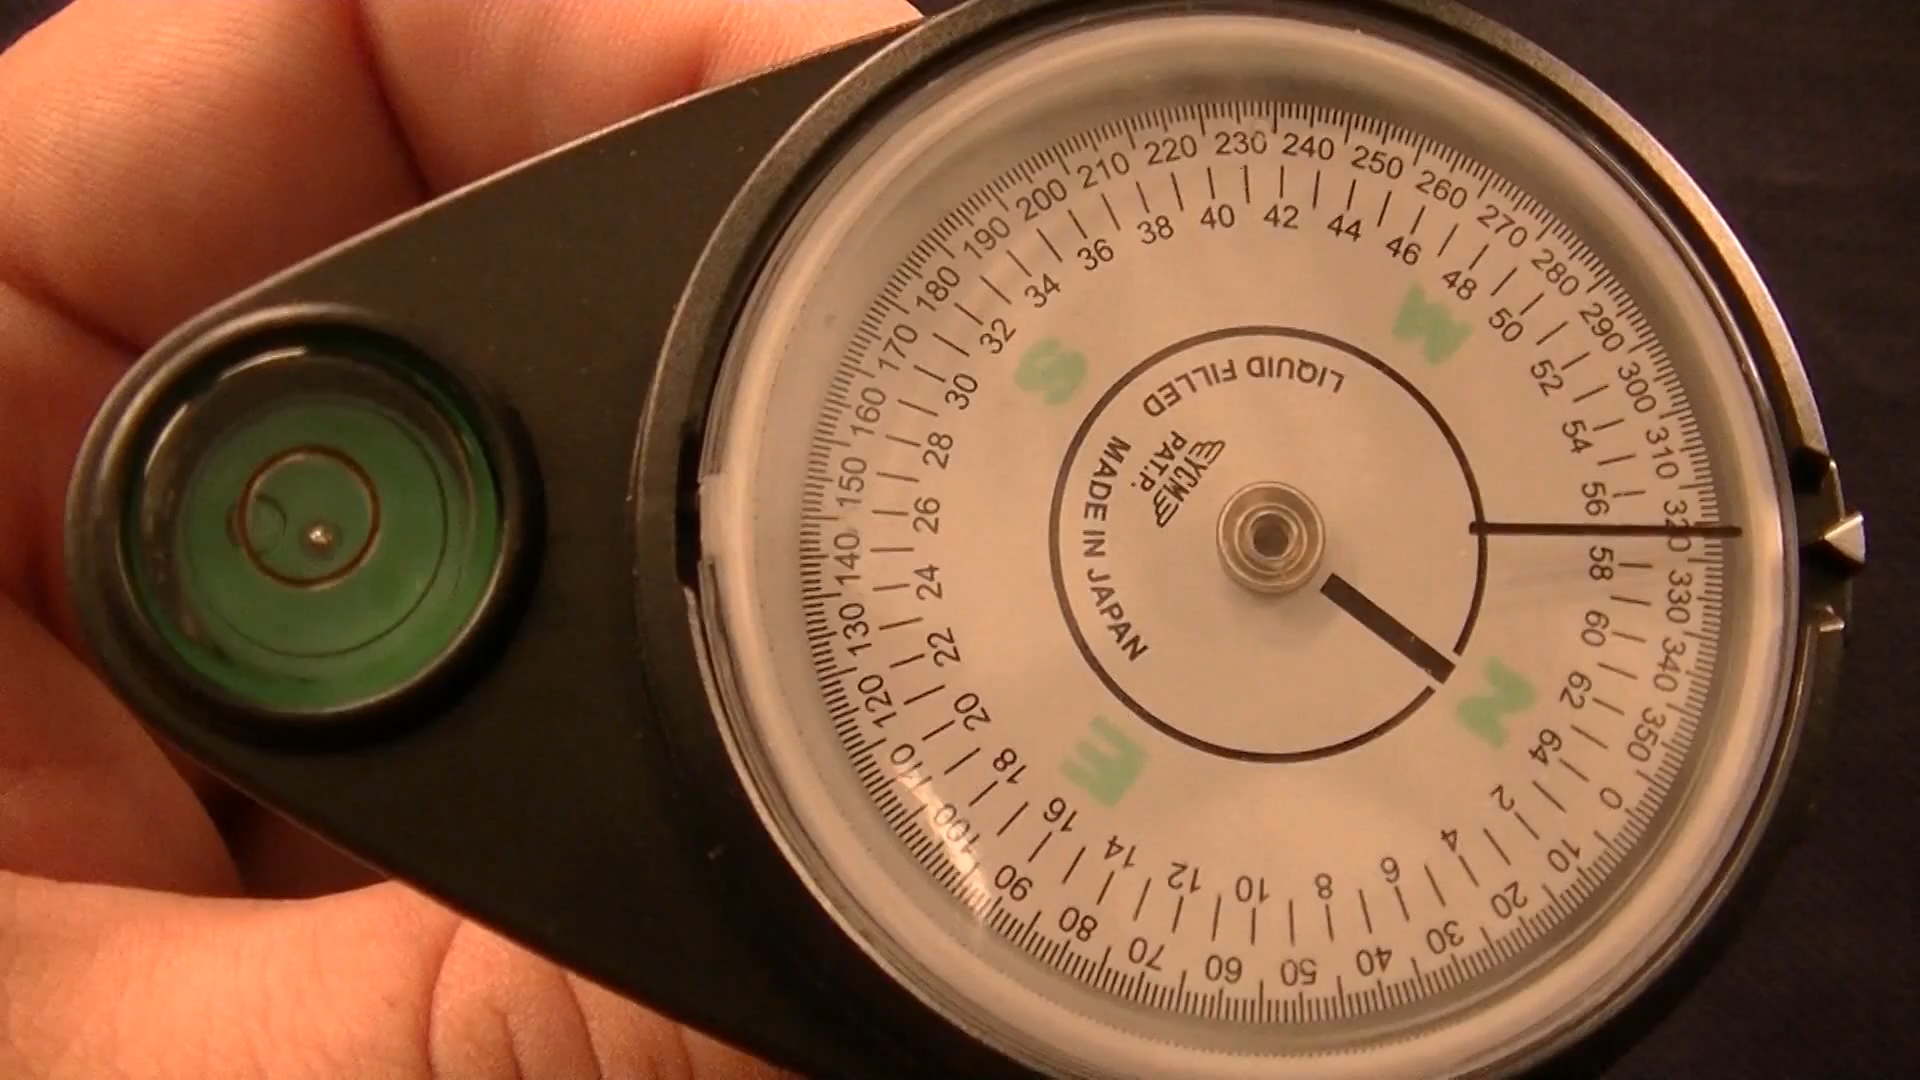 0 10 20 30 40 50 60 70 80 90 100 110 120 130 140 150 160 170 180 190 200 210 220 230 240 250 260 270 280 290 300 310 320 330 340 350
2 4 6 8 10 12 14 16 18 20 22 24 26 28 30 32 34 36 38 40 42 44 46 48 50 52 54 56 58 60 62 64
N
E
S
W
LIQUID FILLED
YCM
PAT.P.
MADE IN JAPAN